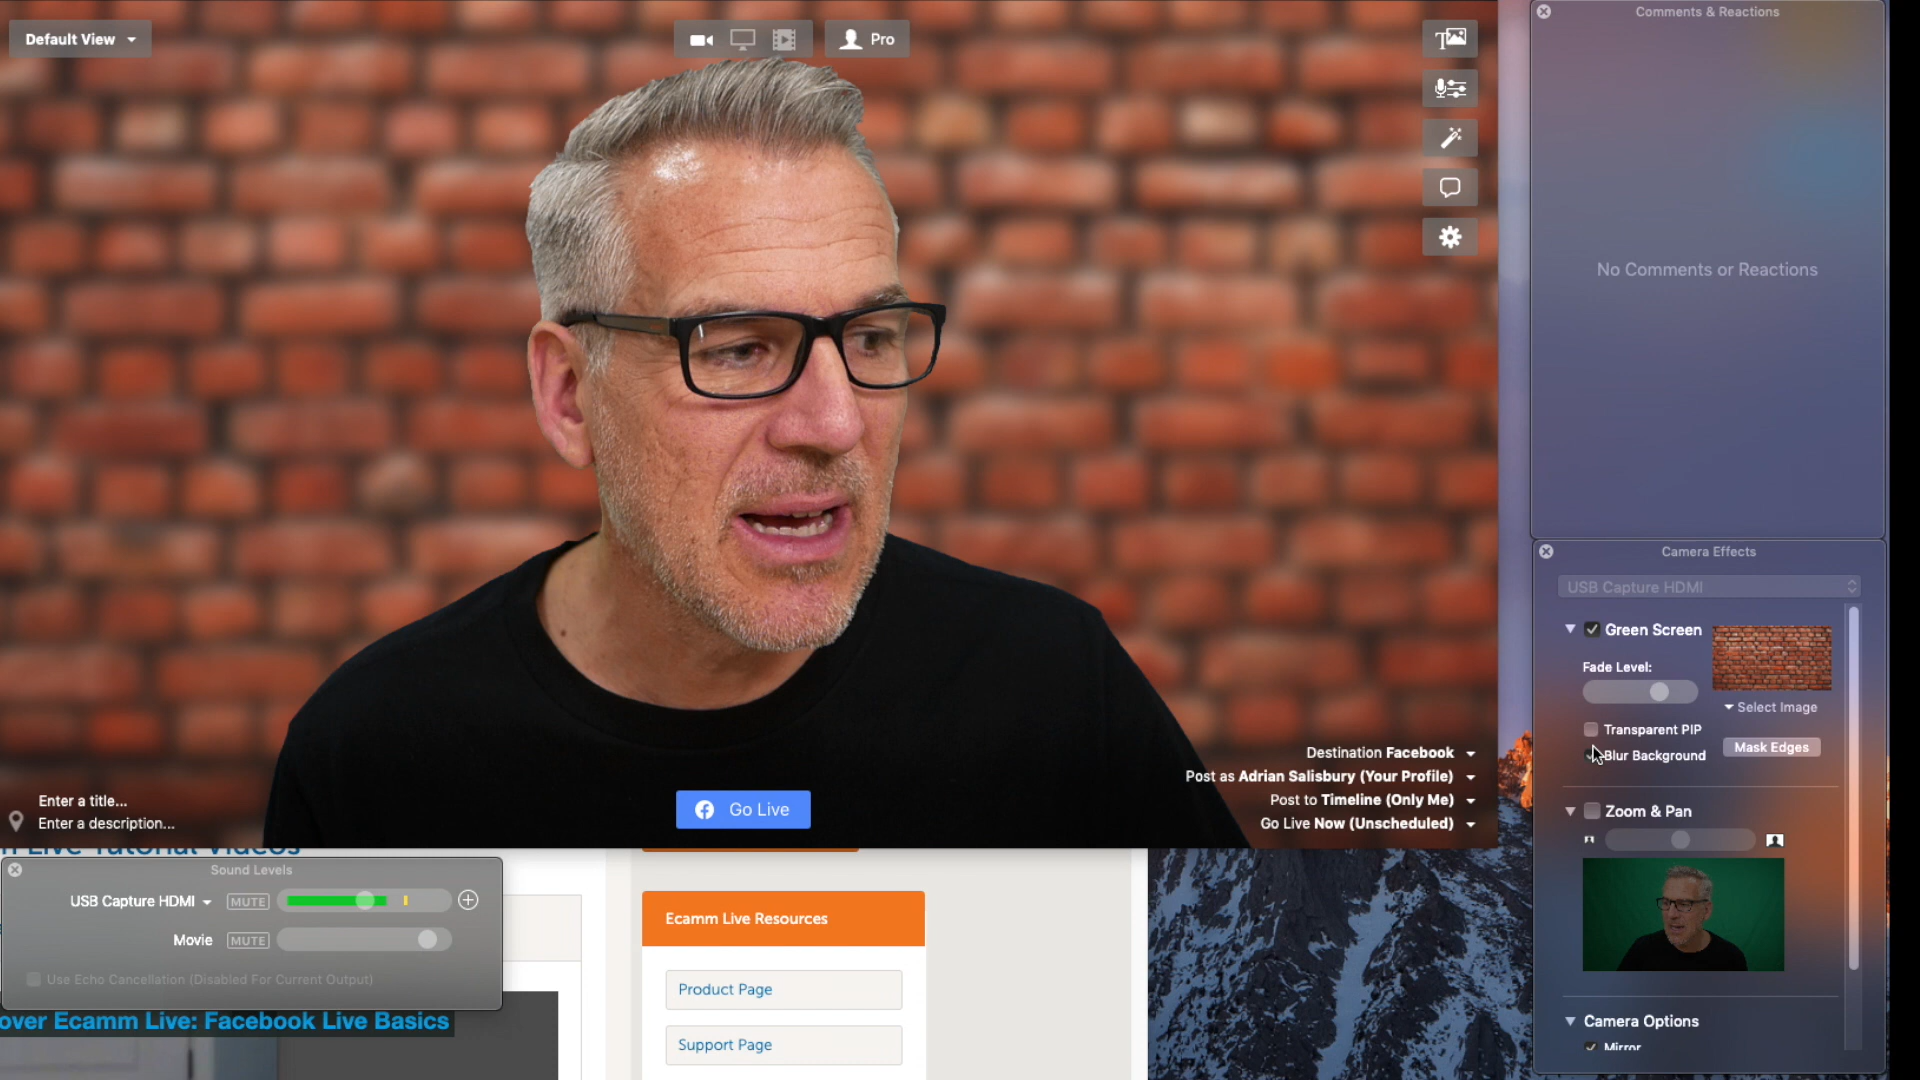 Default View
Pro
T
Comments & Reactions
No Comments or Reactions
Camera Effects
USB Capture HDMI
Green Screen
Fade Level:
Select Image
Transparent PIP
Blur Background
Mask Edges
Zoom & Pan
Camera Options
Mirror
Destination Facebook
Post as Adrian Salisbury (Your Profile)
Post to Timeline (Only Me)
Go Live Now (Unscheduled)
Enter a title...
Enter a description...
Go Live
Live Tutorial Videos
Sound Levels
USB Capture HDMI
MUTE
Movie
MUTE
Use Echo Cancellation (Disabled For Current Output)
over Ecamm Live: Facebook Live Basics
Ecamm Live Resources
Product Page
Support Page